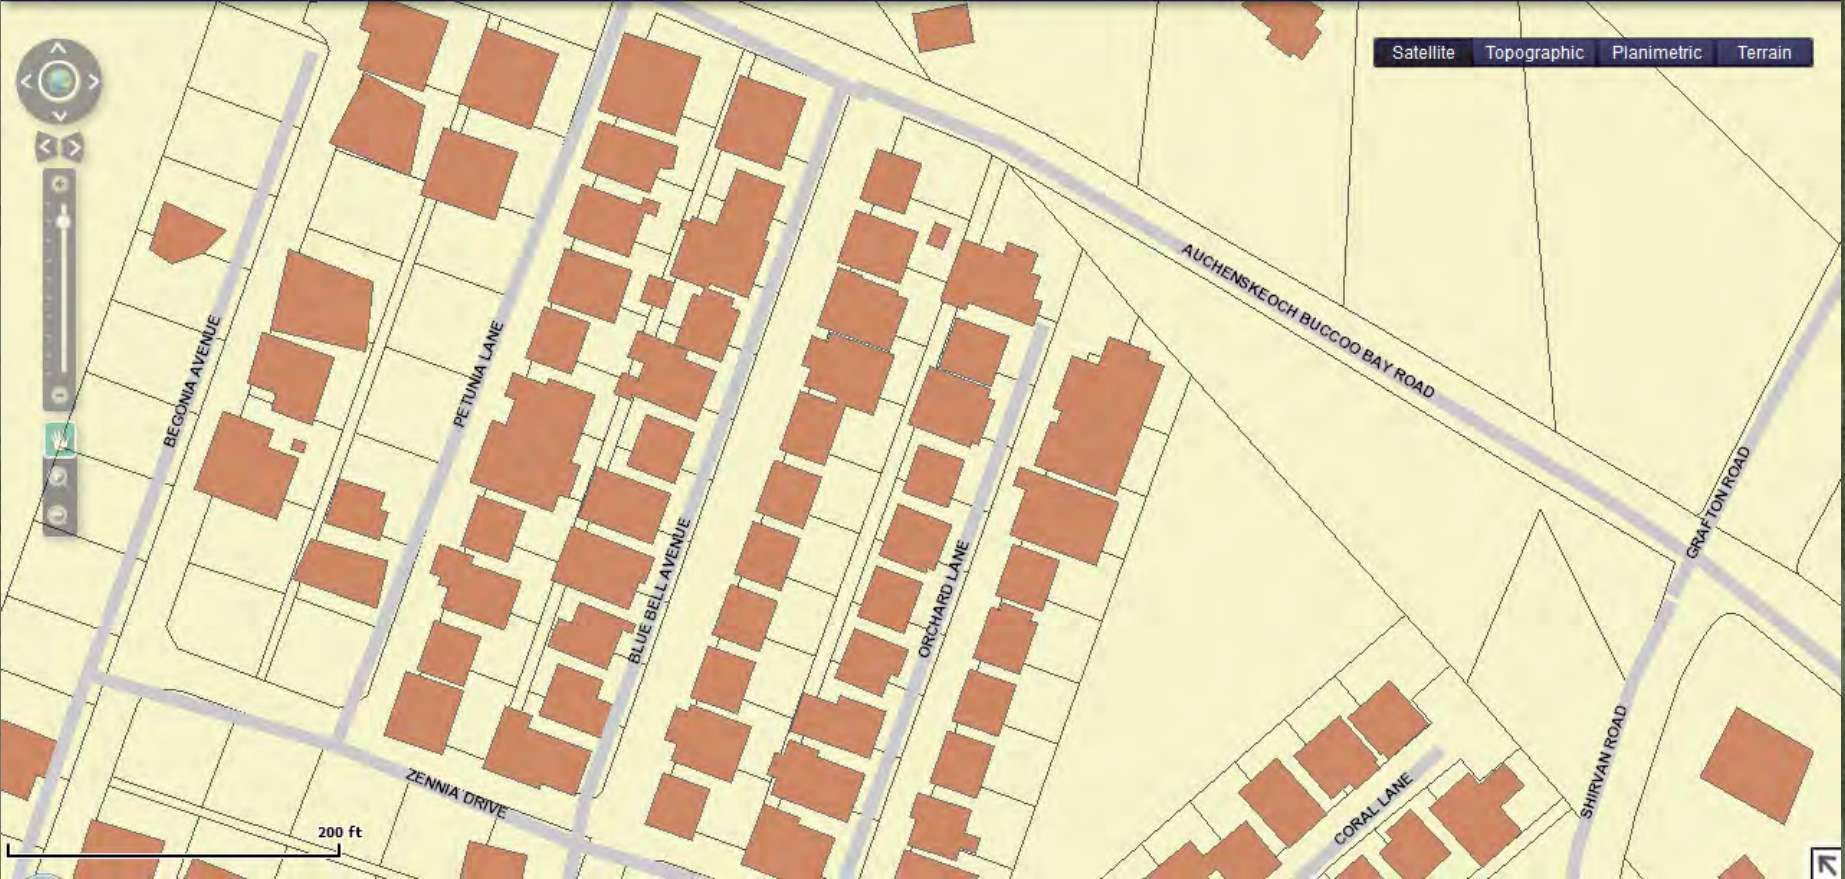 Satellite
Topographic
Planimetric
Terrain
AUCHENSKEOCH BUCCOO BAY ROAD
BEGONIA AVENUE
PETUNIA LANE
GRAFTON ROAD
BLUE BELL AVENUE
ORCHARD LANE
SHIRVAN ROAD
ZENNIA DRIVE
CORAL LANE
200 ft